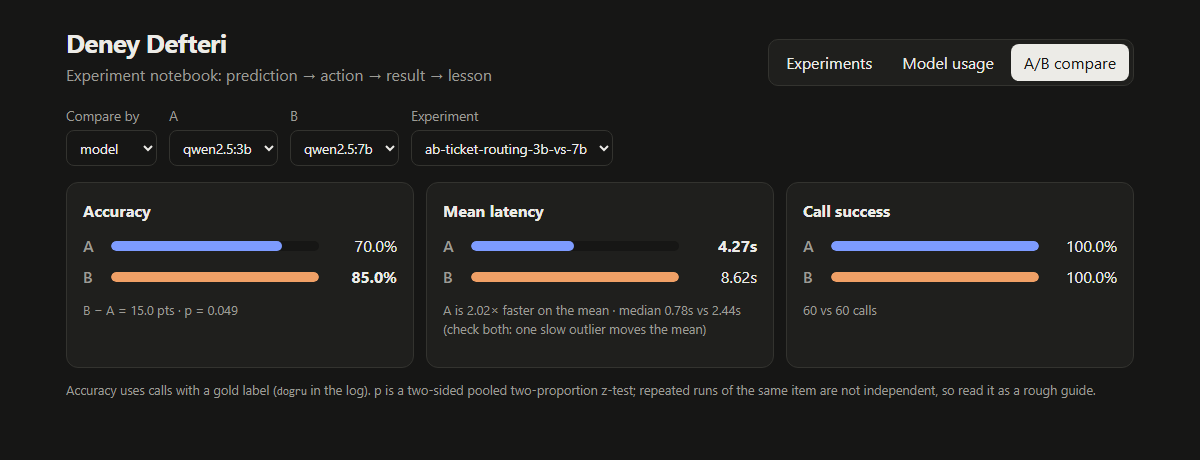 Deney Defteri
Experiment notebook: prediction → action → result → lesson
Experiments Model usage A/B compare
Compare by A B Experiment
model qwen2.5:3b qwen2.5:7b ab-ticket-routing-3b-vs-7b
Accuracy
A 70.0%
B 85.0%
B − A = 15.0 pts · p = 0.049
Mean latency
A 4.27s
B 8.62s
A is 2.02× faster on the mean · median 0.78s vs 2.44s
(check both: one slow outlier moves the mean)
Call success
A 100.0%
B 100.0%
60 vs 60 calls
Accuracy uses calls with a gold label (dogru in the log). p is a two-sided pooled two-proportion z-test; repeated runs of the same item are not independent, so read it as a rough guide.